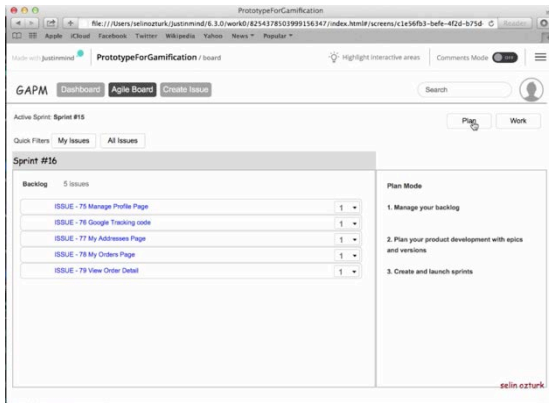 PrototypeForGamification
file:///Users/selinozturk/Justinmind/6.3.0/work0/8254378503999156347/index.html#/screens/c1e56fb3-befe-4f2d-b75d- Reader
Apple iCloud Facebook Twitter Wikipedia Yahoo News Popular
Made with Justinmind PrototypeForGamification / board Highlight interactive areas Comments Mode OFF
GAPM Dashboard Agile Board Create Issue Search
Active Sprint: Sprint #15 Plan Work
Quick Filters My Issues All Issues
Sprint #16
Backlog 5 issues Plan Mode
ISSUE - 75 Manage Profile Page 1 1. Manage your backlog
ISSUE - 76 Google Tracking code 1
ISSUE - 77 My Addresses Page 1 2. Plan your product development with epics
and versions
ISSUE - 78 My Orders Page 1
ISSUE - 79 View Order Detail 1 3. Create and launch sprints
selin ozturk